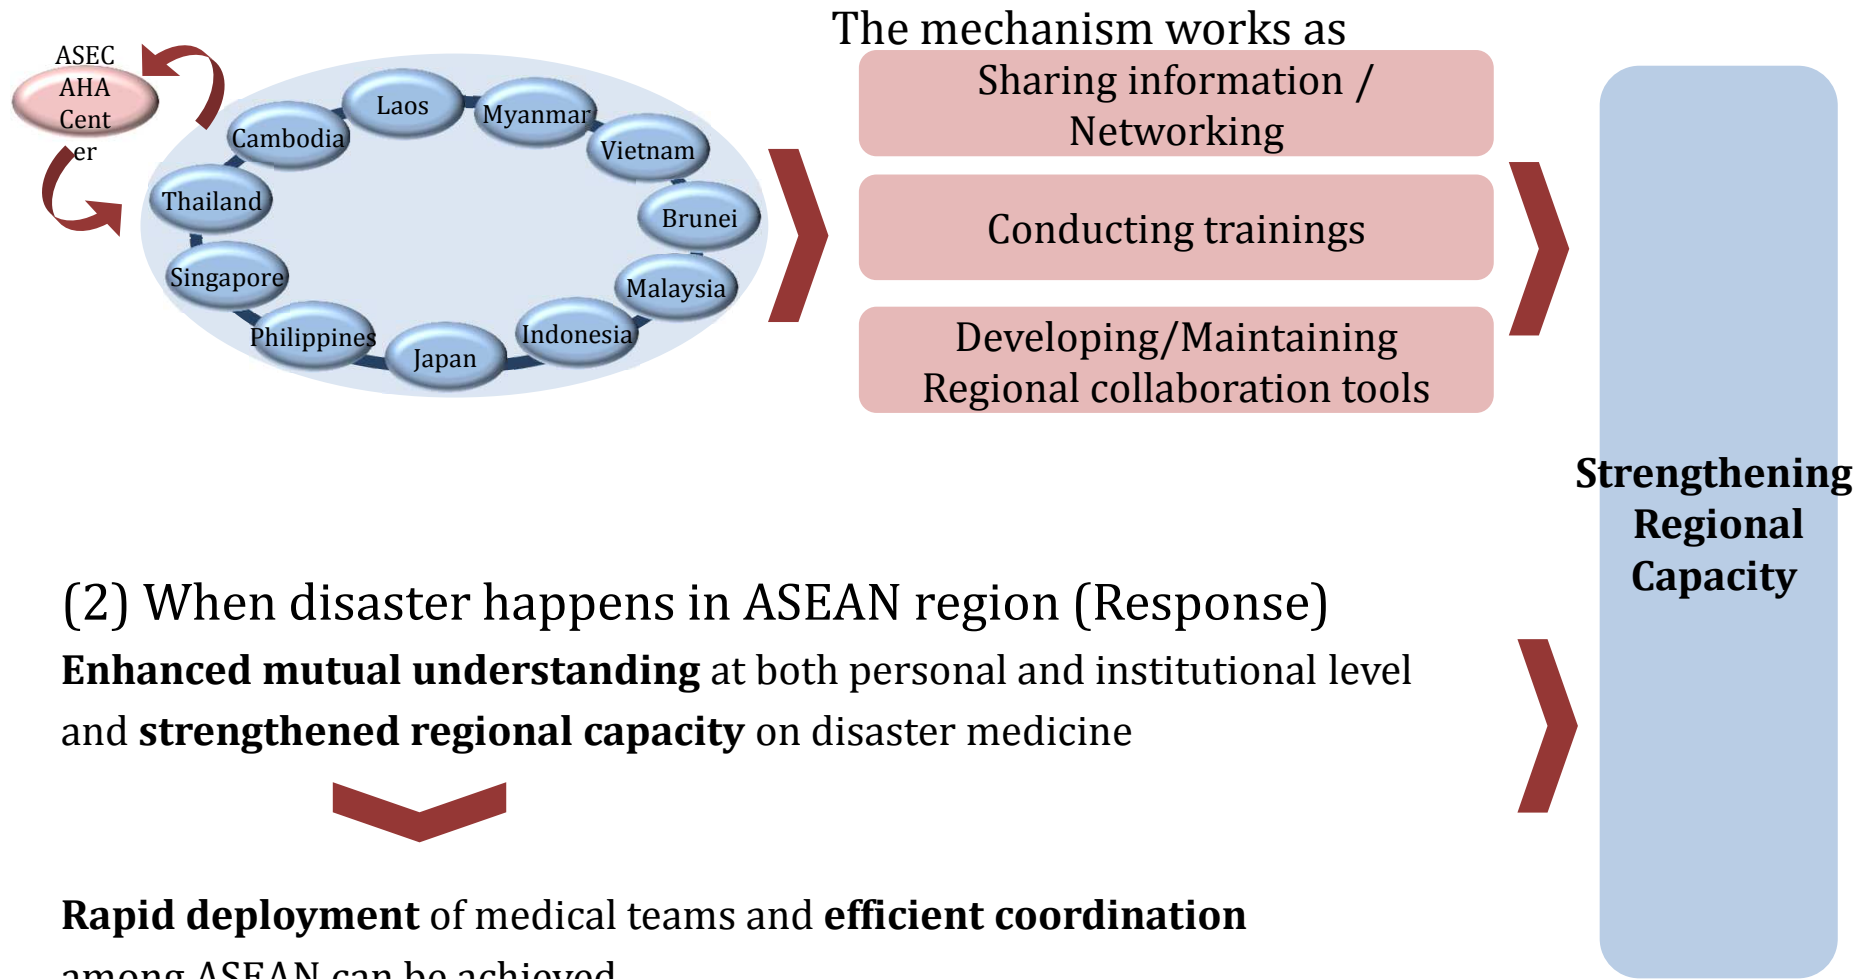 The mechanism works as
ASEC
AHA
Cent
er
Laos
Myanmar
Cambodia
Vietnam
Thailand
Brunei
Singapore
Malaysia
Philippines
Indonesia
Japan
Sharing information /
Networking
Conducting trainings
Developing/Maintaining
Regional collaboration tools
Strengthening
Regional
Capacity
(2) When disaster happens in ASEAN region (Response)
Enhanced mutual understanding at both personal and institutional level
and strengthened regional capacity on disaster medicine
Rapid deployment of medical teams and efficient coordination
among ASEAN can be achieved